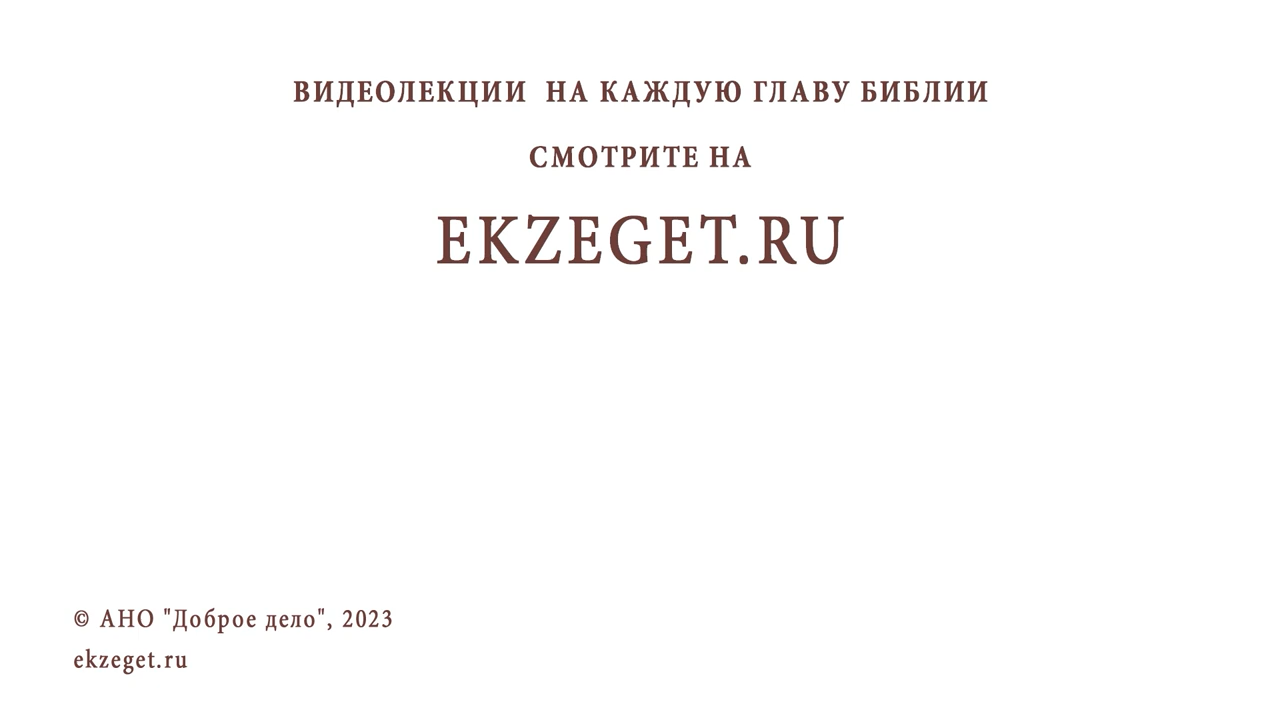 ВИДЕОЛЕКЦИИ НА КАЖДУЮ ГЛАВУ БИБЛИИ
СМОТРИТЕ НА
EKZEGET.RU
© АНО "Доброе дело", 2023
ekzeget.ru